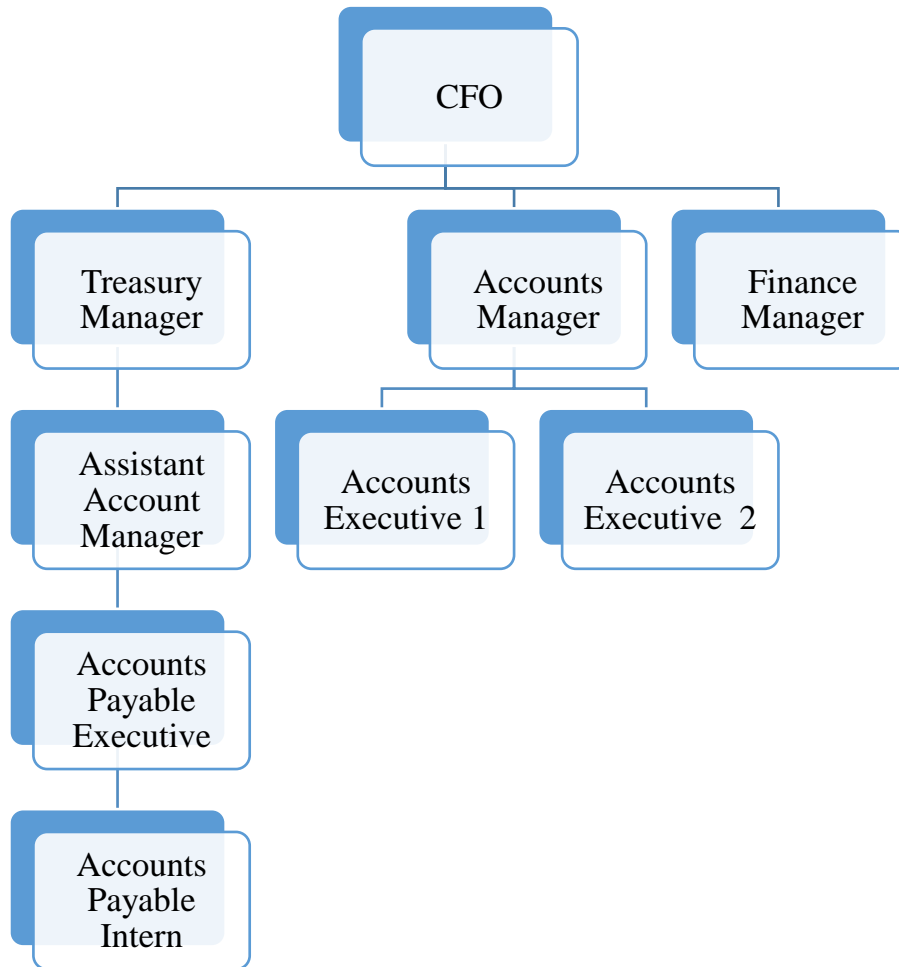 CFO
Treasury
Manager
Accounts
Manager
Finance
Manager
Assistant
Account
Manager
Accounts
Executive 1
Accounts
Executive  2
Accounts
Payable
Executive
Accounts
Payable
Intern